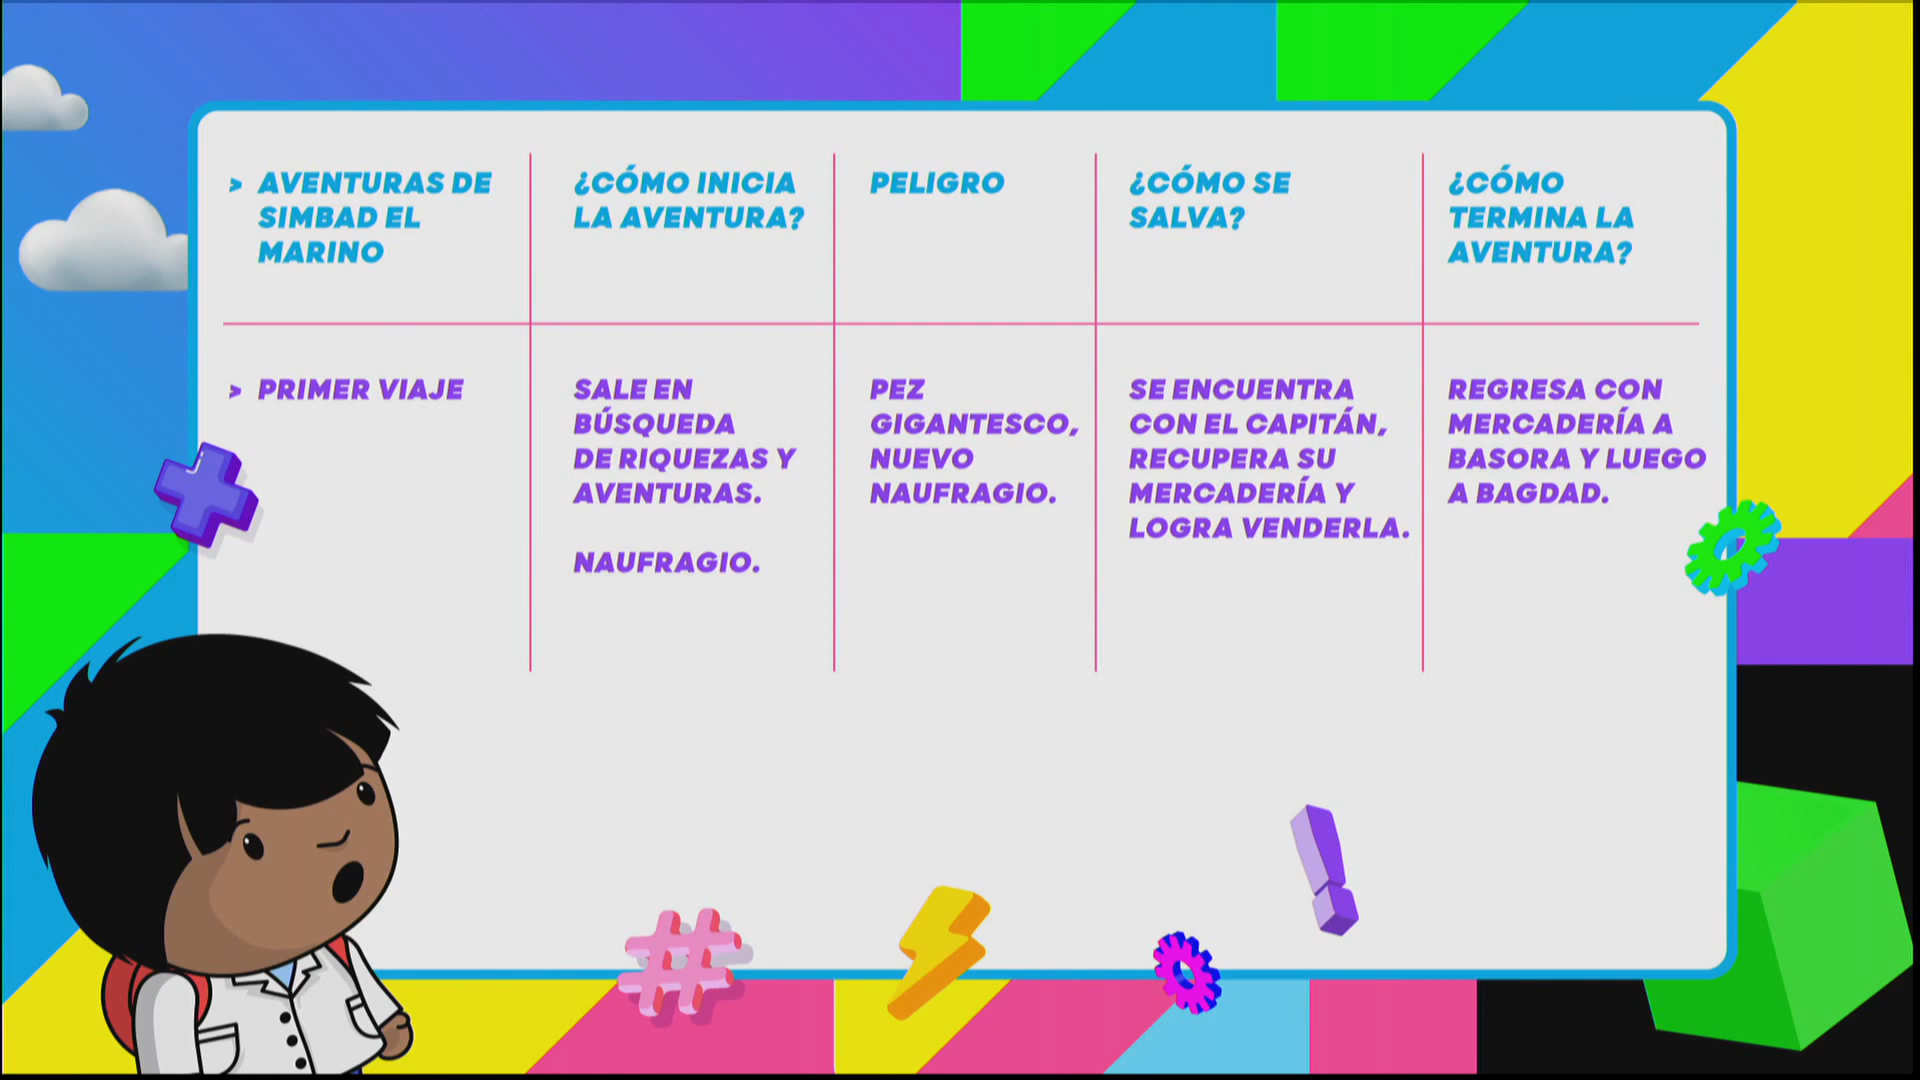 > AVENTURAS DE
SIMBAD EL
MARINO
¿CÓMO INICIA
LA AVENTURA?
PELIGRO
¿CÓMO SE
SALVA?
¿CÓMO
TERMINA LA
AVENTURA?
> PRIMER VIAJE
SALE EN
BÚSQUEDA
DE RIQUEZAS Y
AVENTURAS.
NAUFRAGIO.
PEZ
GIGANTESCO,
NUEVO
NAUFRAGIO.
SE ENCUENTRA
CON EL CAPITÁN,
RECUPERA SU
MERCADERÍA Y
LOGRA VENDERLA.
REGRESA CON
MERCADERÍA A
BASORA Y LUEGO
A BAGDAD.